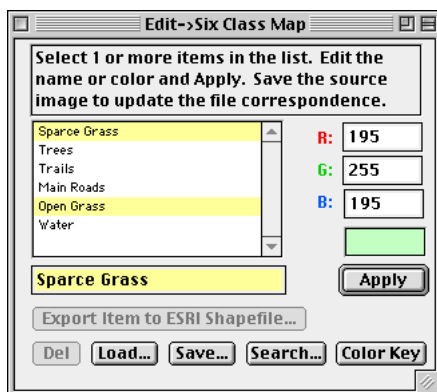 Edit->Six Class Map
Select 1 or more items in the list. Edit the
name or color and Apply. Save the source
image to update the file correspondence.
Sparce Grass
Trees
Trails
Main Roads
Open Grass
Water
R: 195
G: 255
B: 195
Sparce Grass
Apply
Export Item to ESRI Shapefile...
Del Load... Save... Search... Color Key